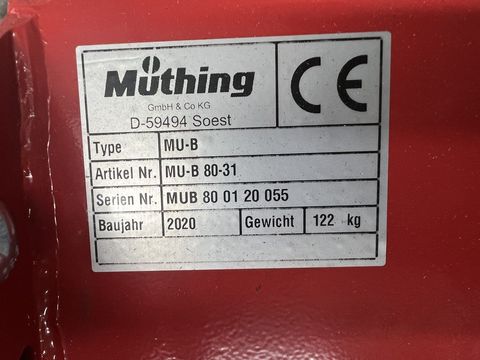 Müthing
GmbH & Co KG
D-59494 Soest
CE
Type MU-B
Artikel Nr. MU-B 80-31
Serien Nr. MUB 80 01 20 055
Baujahr 2020 Gewicht 122 kg